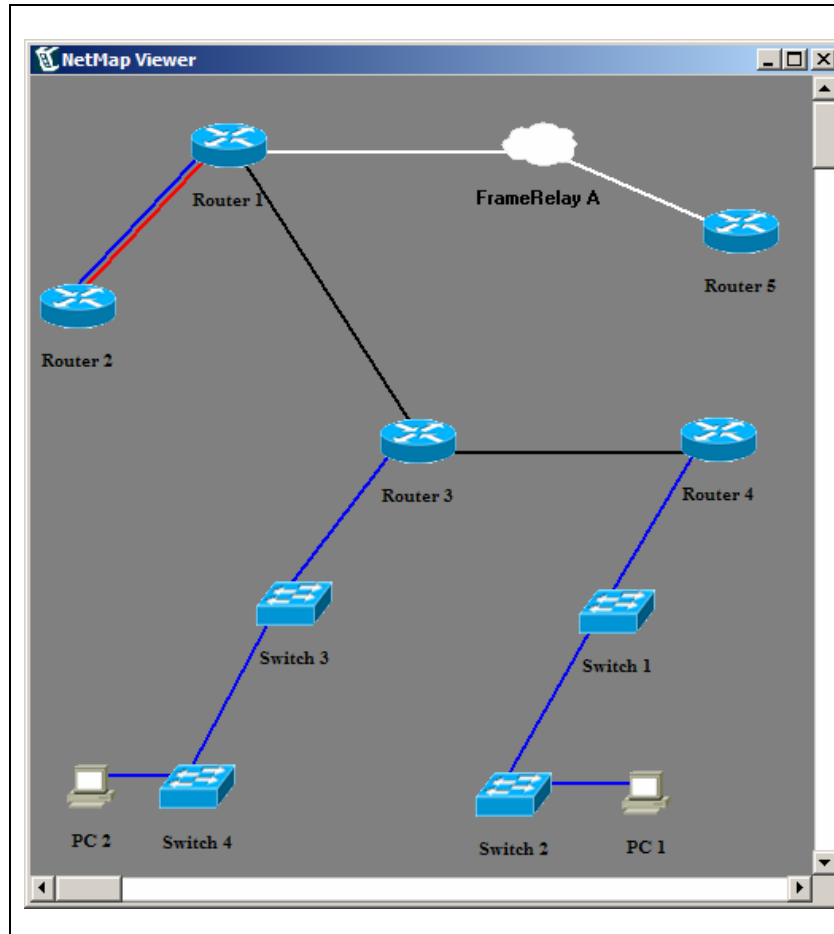 NetMap Viewer
Router 1
FrameRelay A
Router 5
Router 2
Router 3
Router 4
Switch 3
Switch 1
PC 2
Switch 4
Switch 2
PC 1